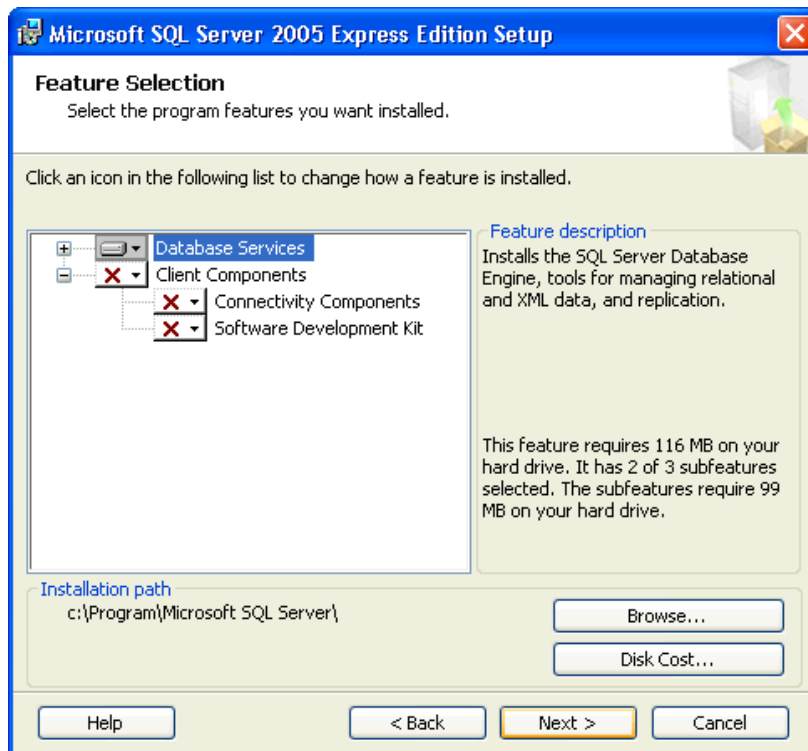 Microsoft SQL Server 2005 Express Edition Setup
Feature Selection
Select the program features you want installed.
Click an icon in the following list to change how a feature is installed.
Database Services
Client Components
Connectivity Components
Software Development Kit
Feature description
Installs the SQL Server Database
Engine, tools for managing relational
and XML data, and replication.
This feature requires 116 MB on your
hard drive. It has 2 of 3 subfeatures
selected. The subfeatures require 99
MB on your hard drive.
Installation path
c:\Program\Microsoft SQL Server\
Browse...
Disk Cost...
Help
< Back
Next >
Cancel